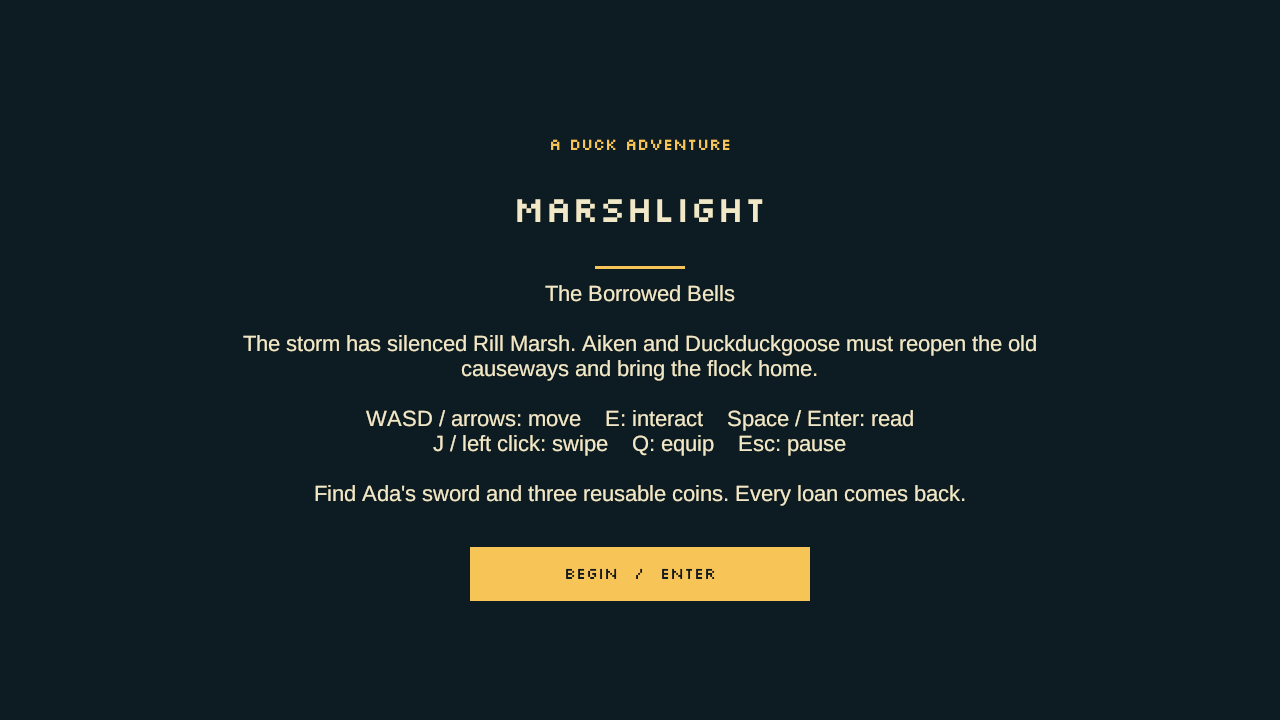 A DUCK ADVENTURE
MARSHLIGHT
The Borrowed Bells
The storm has silenced Rill Marsh. Aiken and Duckduckgoose must reopen the old
causeways and bring the flock home.
WASD / arrows: move    E: interact    Space / Enter: read
J / left click: swipe    Q: equip    Esc: pause
Find Ada's sword and three reusable coins. Every loan comes back.
BEGIN / ENTER